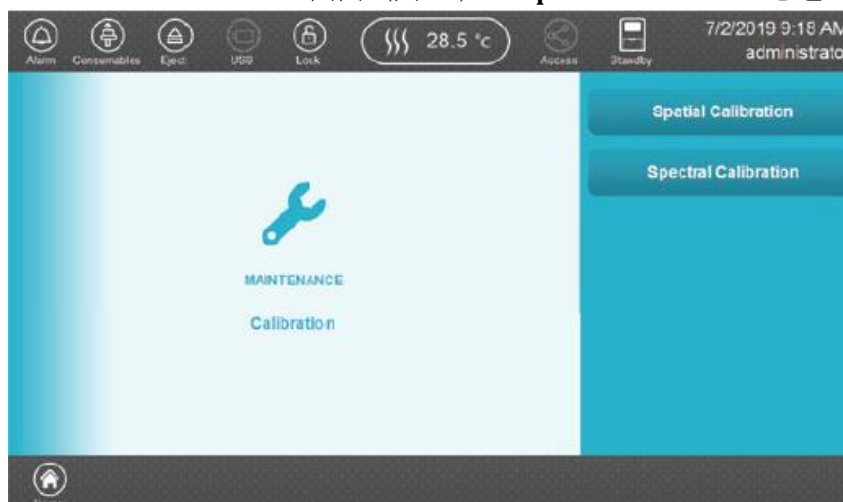 7/2/2019 9:18 AM
administrato
Alarm
Consumables
Eject
USB
Lock
28.5 °c
Access
Standby
Spatial Calibration
Spectral Calibration
MAINTENANCE
Calibration